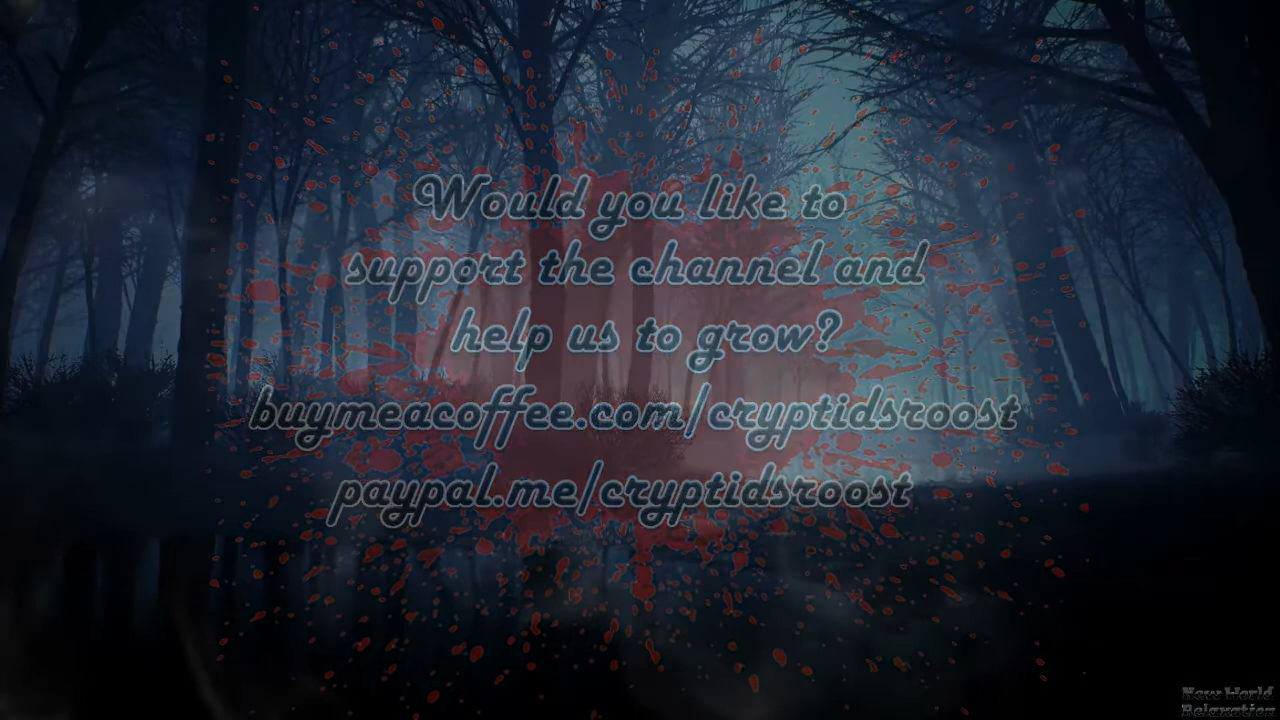 Would you like to
support the channel and
help us to grow?
buymeacoffee.com/cryptidsroost
paypal.me/cryptidsroost
New World
Relaxation